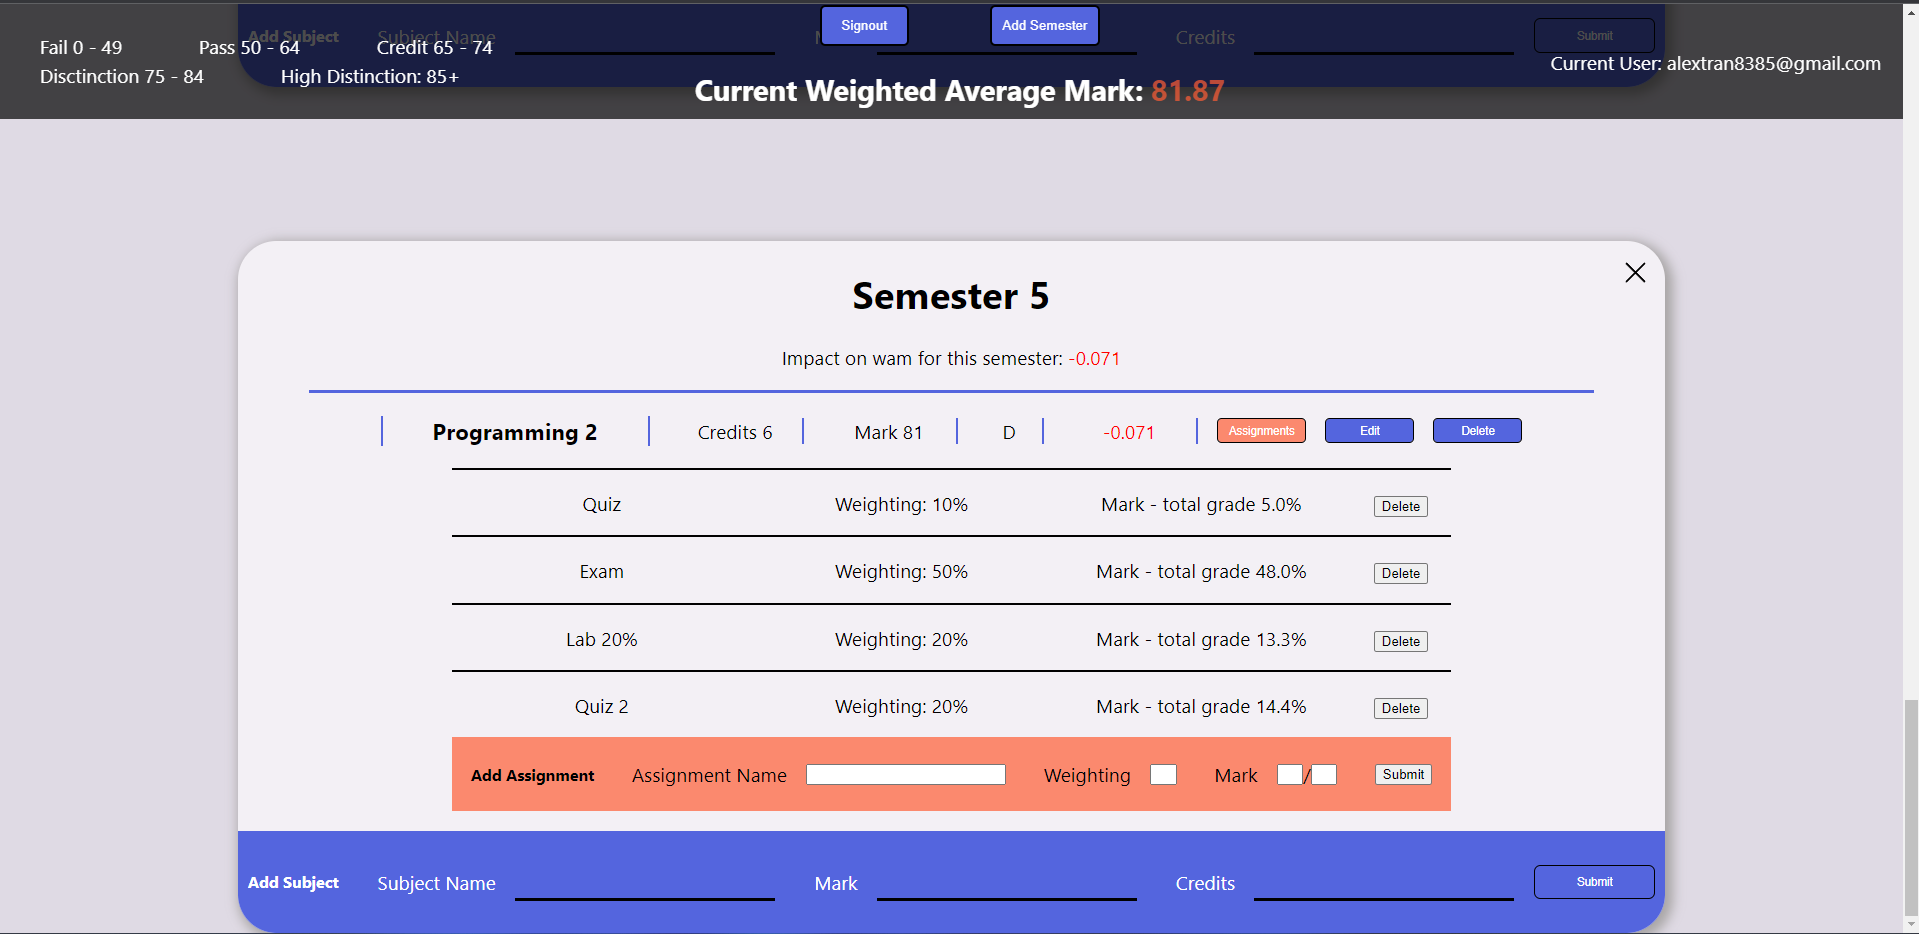 Signout Add Semester
Add Subject Subject Name M Credits Submit
Fail 0 - 49 Pass 50 - 64 Credit 65 - 74
Current User: alextran8385@gmail.com
Disctinction 75 - 84 High Distinction: 85+
Current Weighted Average Mark: 81.87
Semester 5
Impact on wam for this semester: -0.071
Programming 2 Credits 6 Mark 81 D -0.071 Assignments Edit Delete
Quiz Weighting: 10% Mark - total grade 5.0% Delete
Exam Weighting: 50% Mark - total grade 48.0% Delete
Lab 20% Weighting: 20% Mark - total grade 13.3% Delete
Quiz 2 Weighting: 20% Mark - total grade 14.4% Delete
Add Assignment Assignment Name Weighting Mark / Submit
Add Subject Subject Name Mark Credits Submit